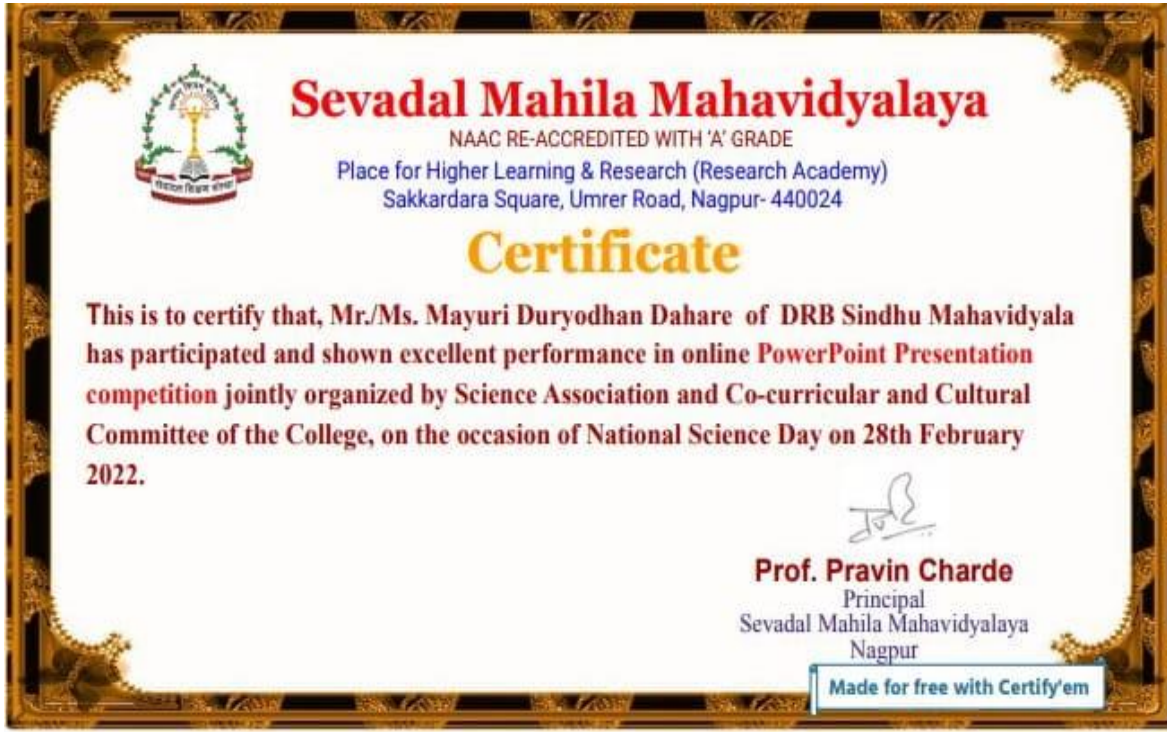 सेवादल शिक्षण संस्था
Sevadal Mahila Mahavidyalaya
NAAC RE-ACCREDITED WITH 'A' GRADE
Place for Higher Learning & Research (Research Academy)
Sakkardara Square, Umrer Road, Nagpur- 440024
Certificate
This is to certify that, Mr./Ms. Mayuri Duryodhan Dahare of DRB Sindhu Mahavidyala
has participated and shown excellent performance in online PowerPoint Presentation
competition jointly organized by Science Association and Co-curricular and Cultural
Committee of the College, on the occasion of National Science Day on 28th February
2022.
Prof. Pravin Charde
Principal
Sevadal Mahila Mahavidyalaya
Nagpur
Made for free with Certify'em